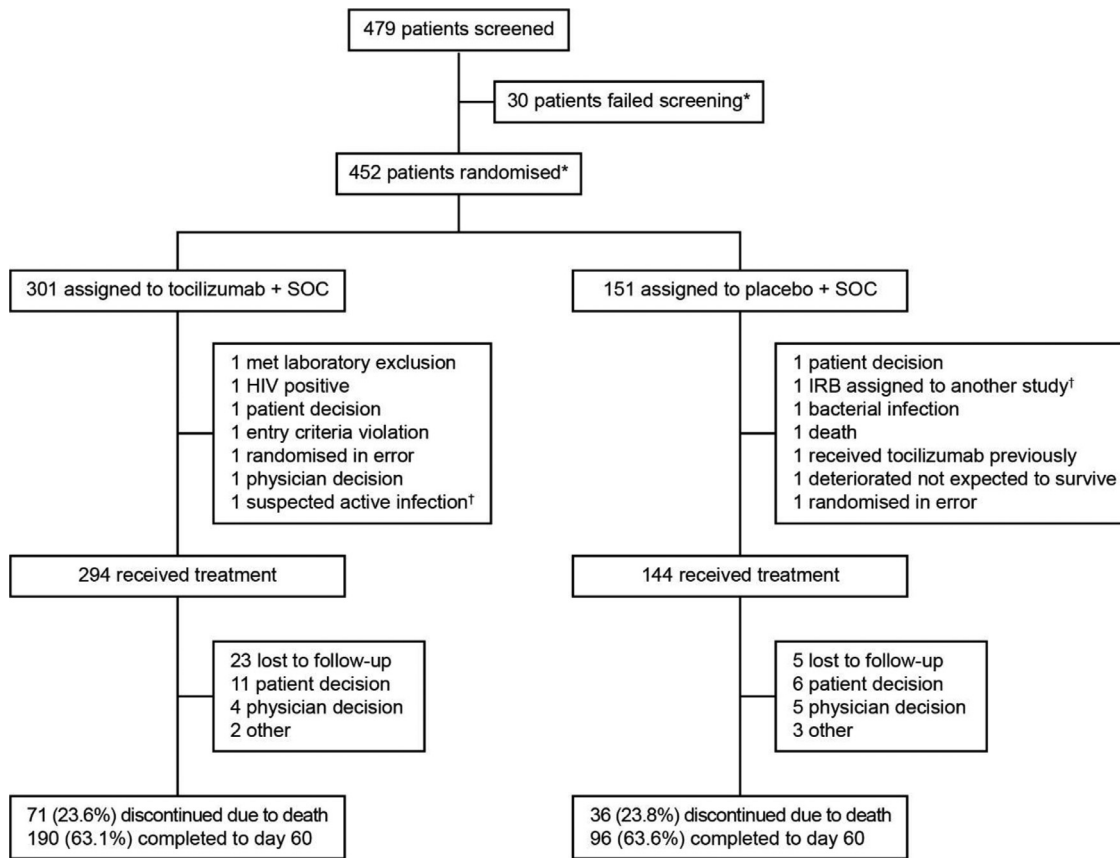 479 patients screened
30 patients failed screening*
452 patients randomised*
301 assigned to tocilizumab + SOC
1 met laboratory exclusion
1 HIV positive
1 patient decision
1 entry criteria violation
1 randomised in error
1 physician decision
1 suspected active infection†
294 received treatment
23 lost to follow-up
11 patient decision
4 physician decision
2 other
71 (23.6%) discontinued due to death
190 (63.1%) completed to day 60
151 assigned to placebo + SOC
1 patient decision
1 IRB assigned to another study†
1 bacterial infection
1 death
1 received tocilizumab previously
1 deteriorated not expected to survive
1 randomised in error
144 received treatment
5 lost to follow-up
6 patient decision
5 physician decision
3 other
36 (23.8%) discontinued due to death
96 (63.6%) completed to day 60